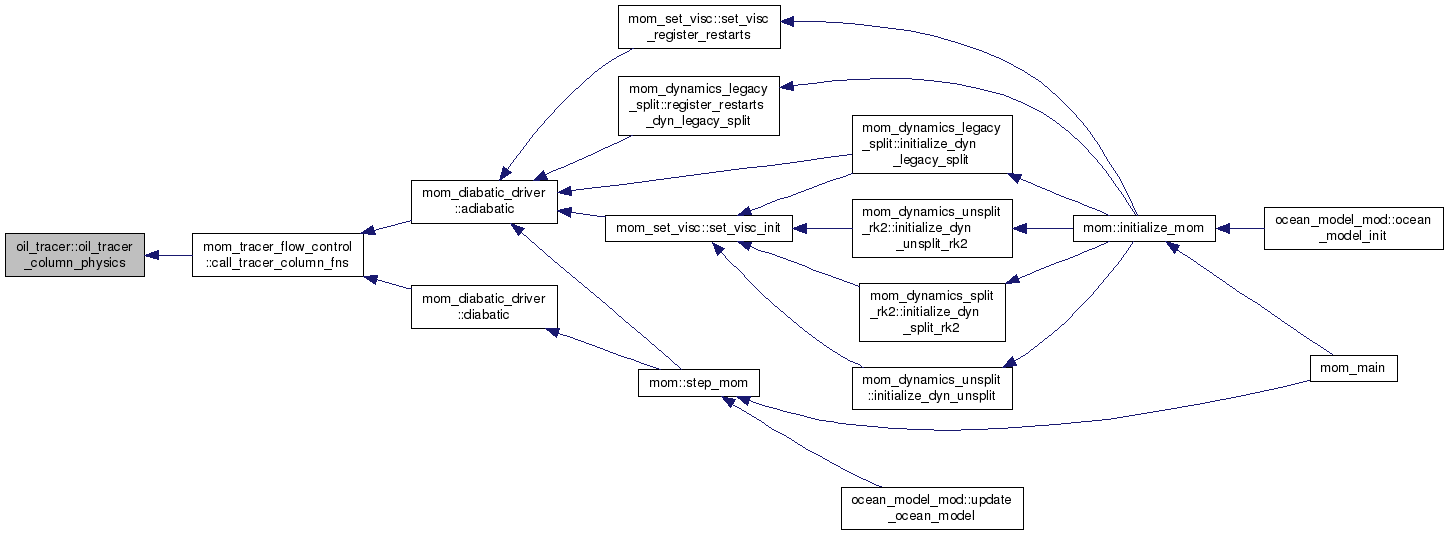 mom_set_visc::set_visc
_register_restarts
mom_dynamics_legacy
_split::register_restarts
_dyn_legacy_split
mom_dynamics_legacy
_split::initialize_dyn
_legacy_split
mom_diabatic_driver
::adiabatic
mom_set_visc::set_visc_init
mom_dynamics_unsplit
_rk2::initialize_dyn
_unsplit_rk2
mom::initialize_mom
ocean_model_mod::ocean
_model_init
oil_tracer::oil_tracer
_column_physics
mom_tracer_flow_control
::call_tracer_column_fns
mom_diabatic_driver
::diabatic
mom_dynamics_split
_rk2::initialize_dyn
_split_rk2
mom::step_mom
mom_dynamics_unsplit
::initialize_dyn_unsplit
mom_main
ocean_model_mod::update
_ocean_model